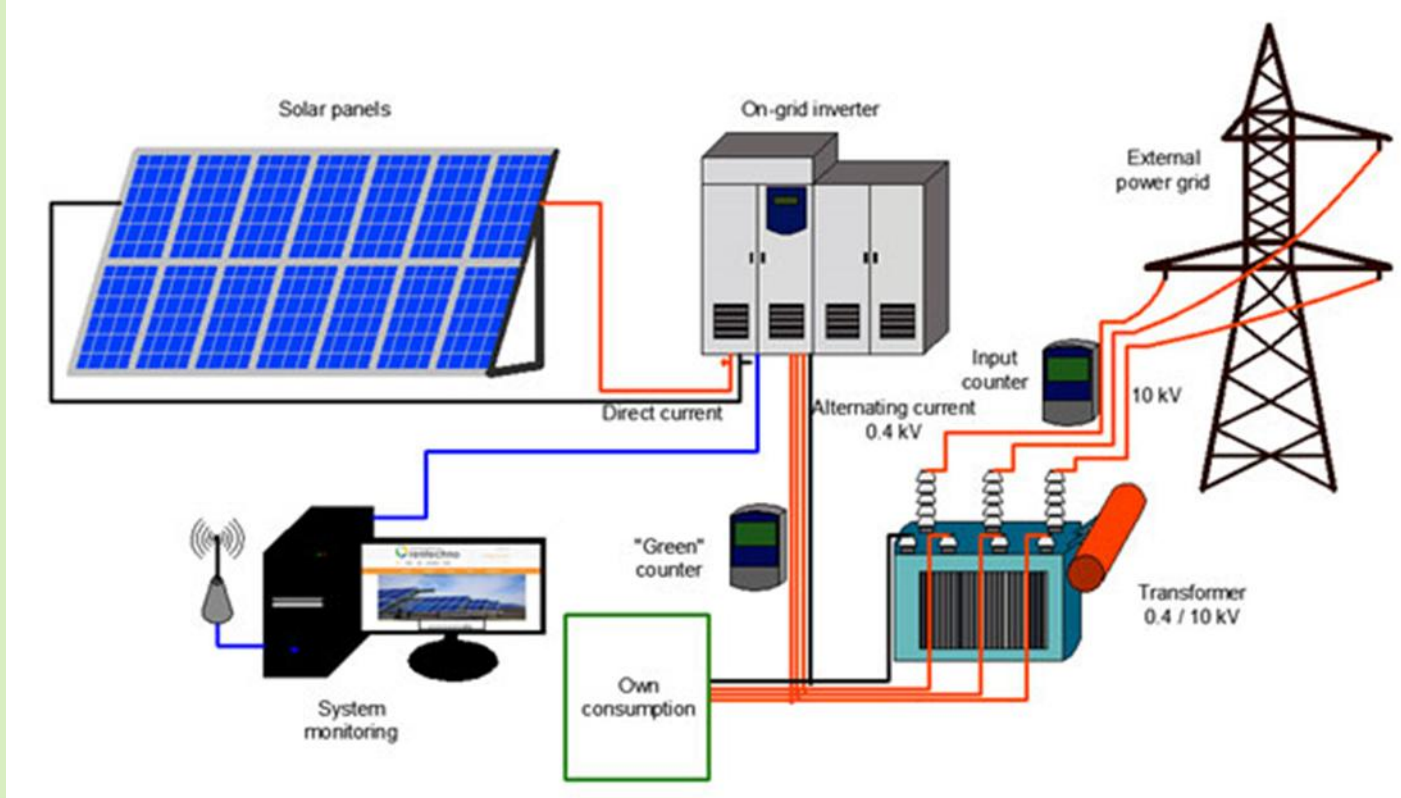 Solar panels
On-grid inverter
External
power grid
Input
counter
10 kV
Direct current
Alternating current
0.4 kV
"Green"
counter
rentechno
Transformer
0.4 / 10 kV
Own
consumption
System
monitoring